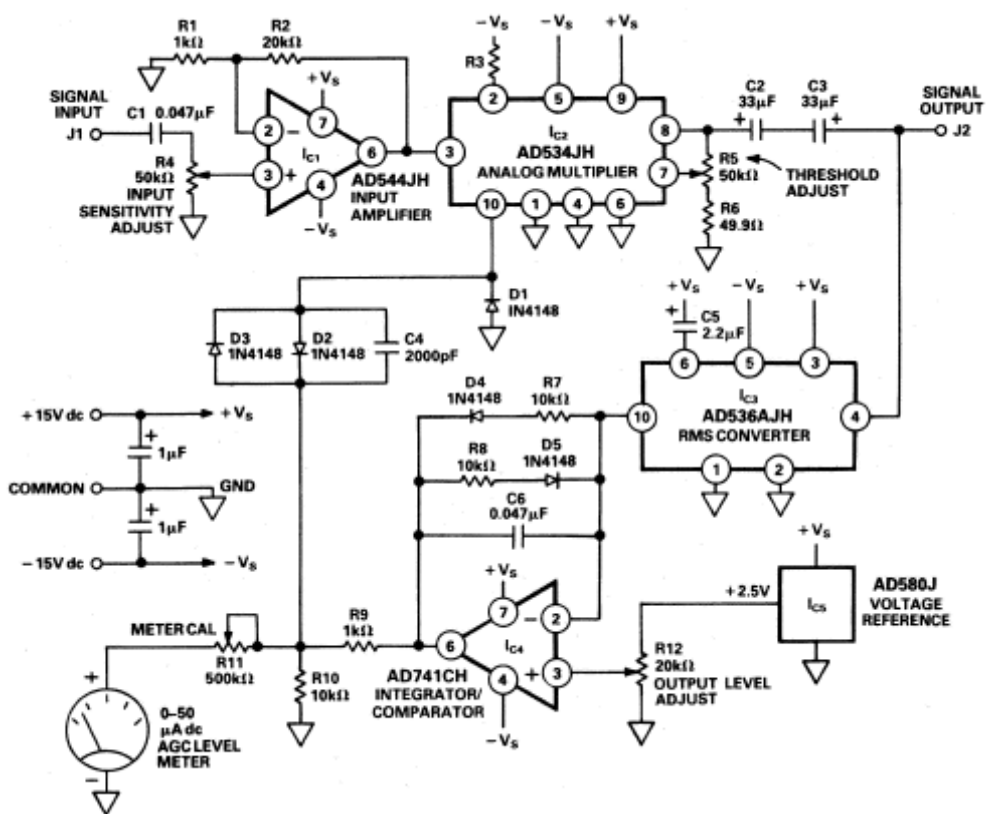 R1
1kΩ
R2
20kΩ
+VS
SIGNAL
INPUT
J1
C1 0.047μF
R4
50kΩ
INPUT
SENSITIVITY
ADJUST
2
−
7
IC1
6
3
+
4
−VS
AD544JH
INPUT
AMPLIFIER
−VS
−VS
+VS
R3
2
5
9
3
IC2
AD534JH
ANALOG MULTIPLIER
8
7
10
1
4
6
C2
33μF
+
C3
33μF
+
SIGNAL
OUTPUT
J2
R5
50kΩ
THRESHOLD
ADJUST
R6
49.9Ω
D1
IN4148
D3
1N4148
D2
1N4148
C4
2000pF
+VS
−VS
+VS
+
C5
2.2μF
6
5
3
10
IC3
AD536AJH
RMS CONVERTER
4
1
2
D4
1N4148
R7
10kΩ
R8
10kΩ
D5
1N4148
C6
0.047μF
+15V dc
+VS
+
1μF
COMMON
GND
+
1μF
−15V dc
−VS
+VS
7
−
2
6
IC4
4
+
3
−VS
AD741CH
INTEGRATOR/
COMPARATOR
R9
1kΩ
R10
10kΩ
METER CAL
R11
500kΩ
+
0–50
μA dc
AGC LEVEL
METER
−
+2.5V
R12
20kΩ
OUTPUT LEVEL
ADJUST
+VS
IC5
AD580J
VOLTAGE
REFERENCE